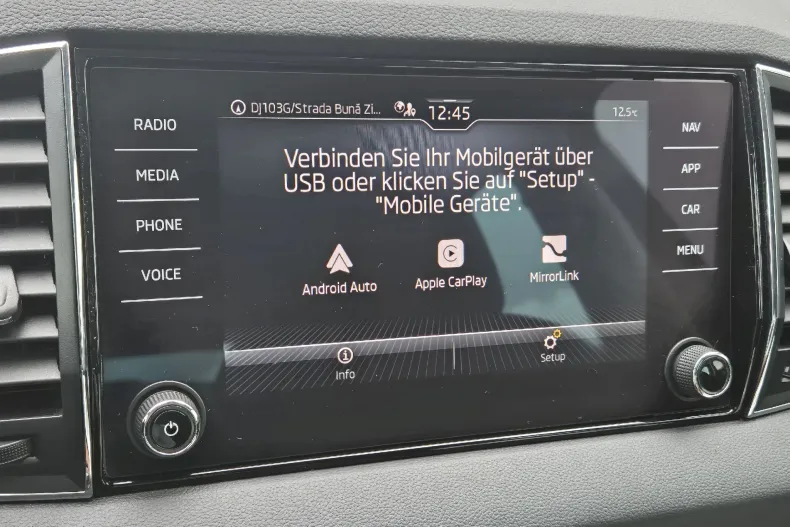 DJ103G/Strada Bună Zi... 12:45 12.5°C
RADIO
MEDIA
PHONE
VOICE
Verbinden Sie Ihr Mobilgerät über
USB oder klicken Sie auf "Setup" -
"Mobile Geräte".
Android Auto
Apple CarPlay
MirrorLink
Info
Setup
NAV
APP
CAR
MENU